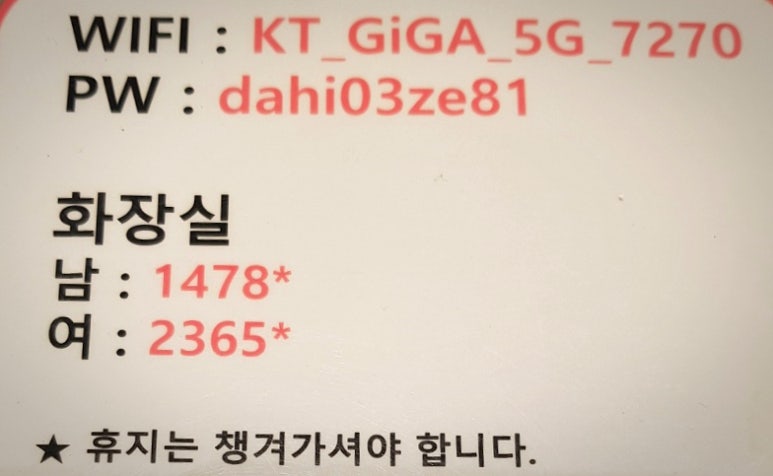 WIFI : KT_GiGA_5G_7270
PW : dahi03ze81
화장실
남 : 1478*
여 : 2365*
★ 휴지는 챙겨가셔야 합니다.